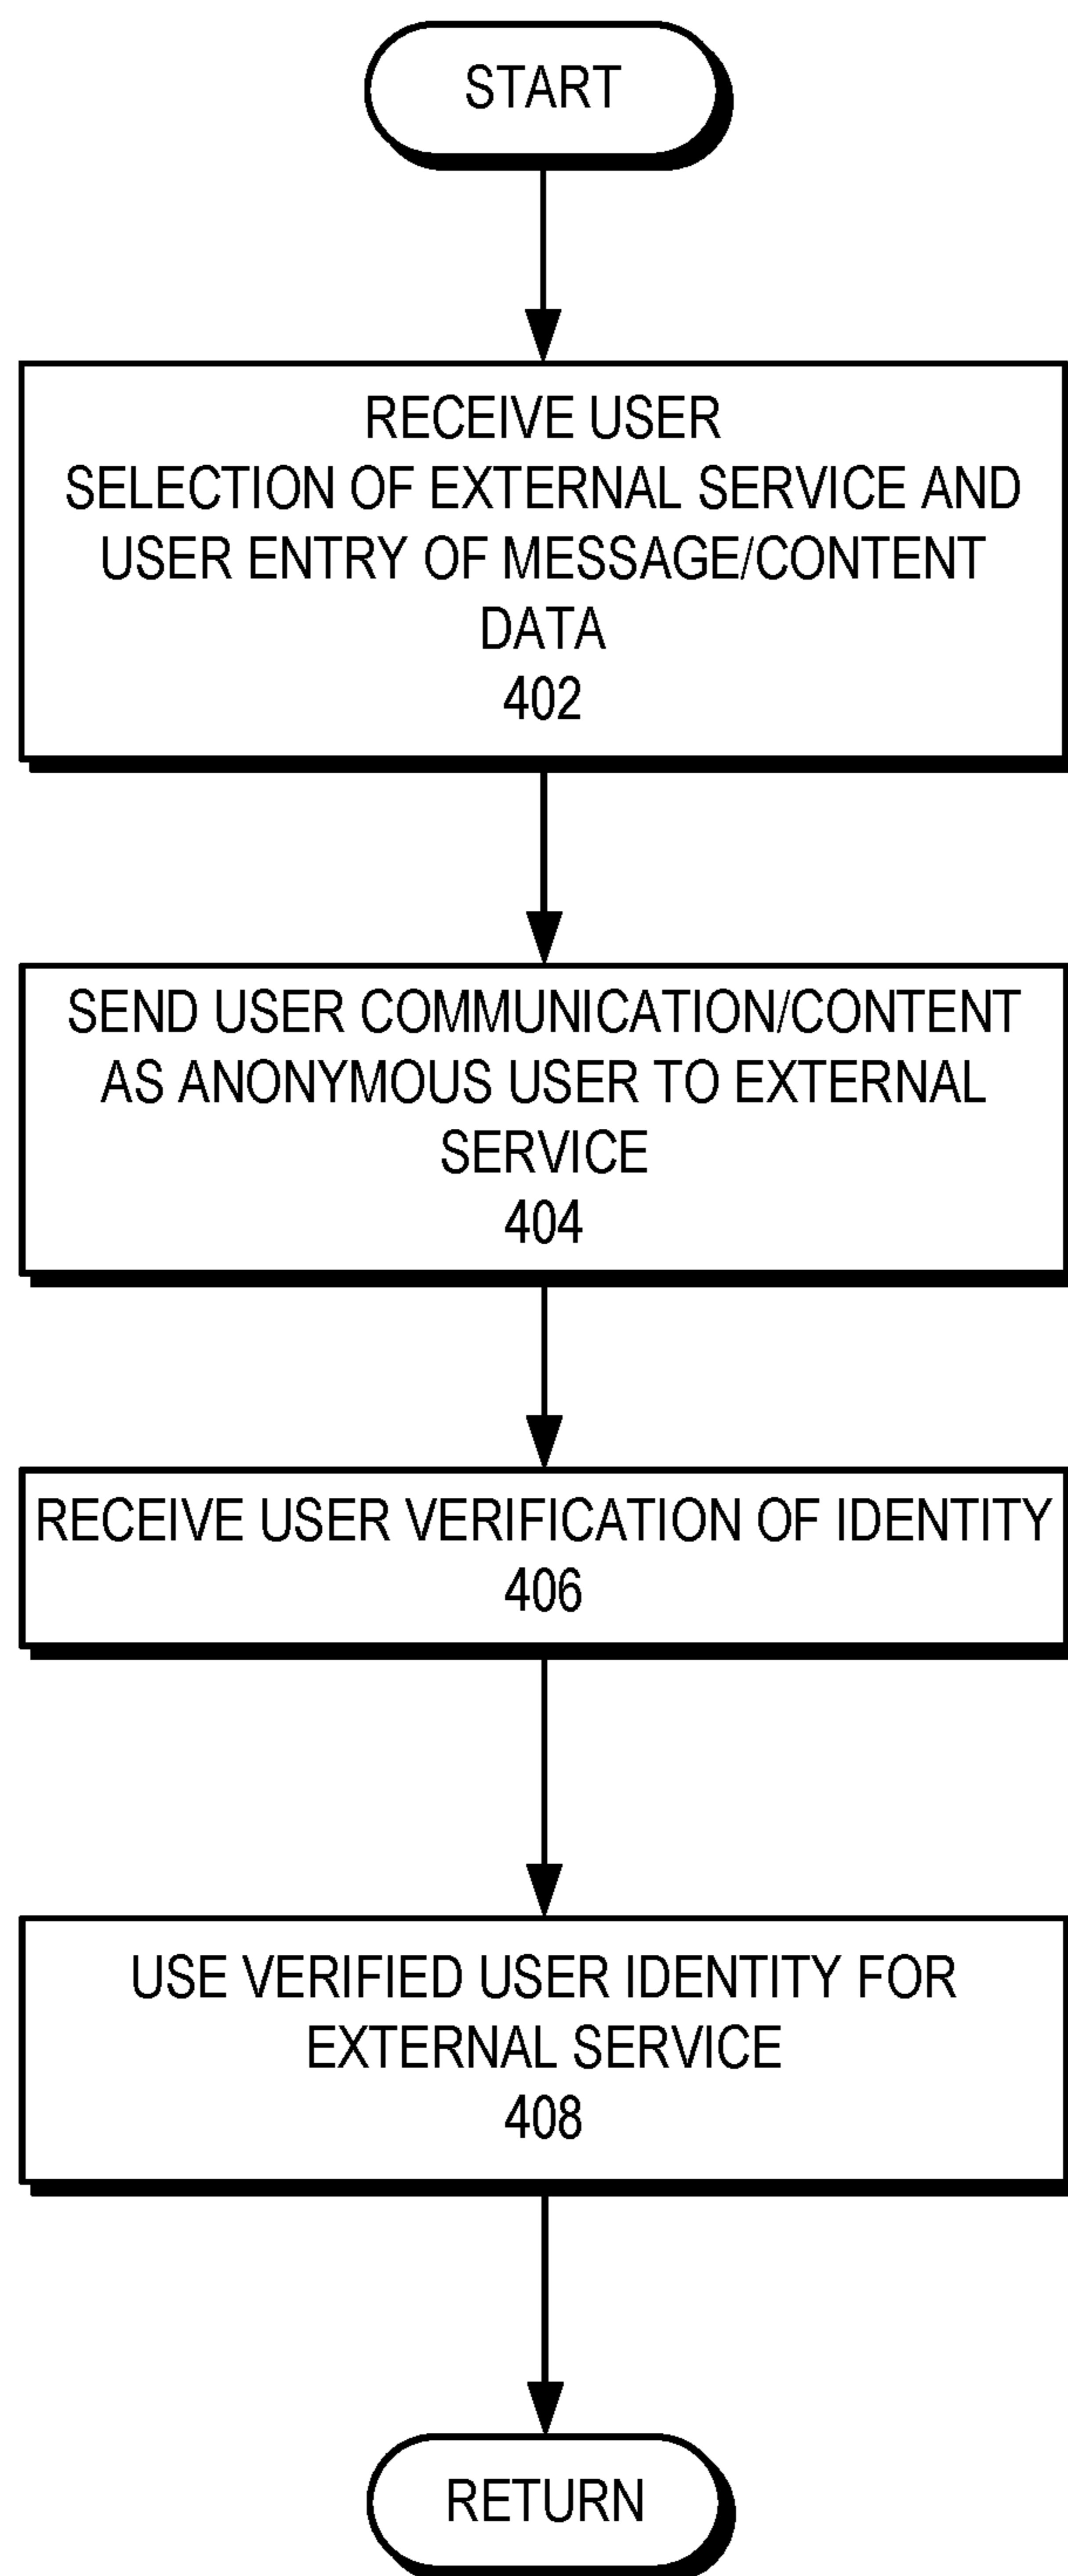 START
RECEIVE USER
SELECTION OF EXTERNAL SERVICE AND
USER ENTRY OF MESSAGE/CONTENT
DATA
402
SEND USER COMMUNICATION/CONTENT
AS ANONYMOUS USER TO EXTERNAL
SERVICE
404
RECEIVE USER VERIFICATION OF IDENTITY
406
USE VERIFIED USER IDENTITY FOR
EXTERNAL SERVICE
408
RETURN